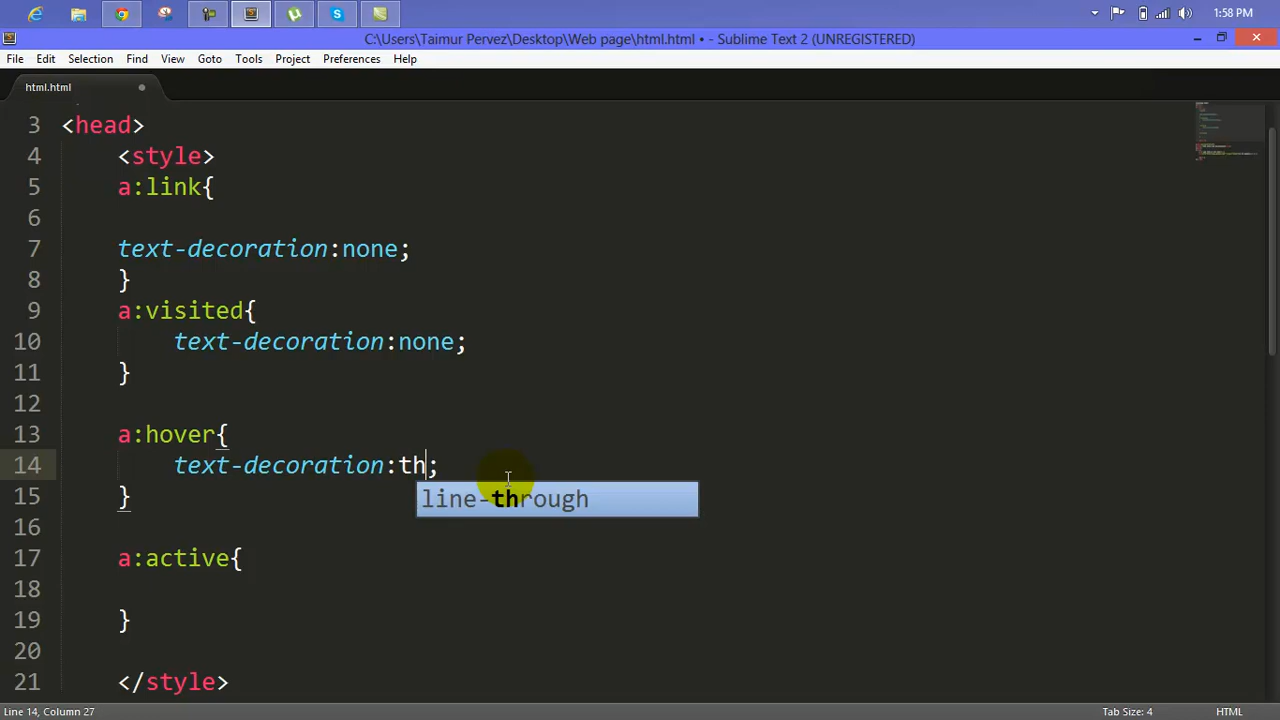 1:58 PM
C:\Users\Taimur Pervez\Desktop\Web page\html.html • - Sublime Text 2 (UNREGISTERED)
File Edit Selection Find View Goto Tools Project Preferences Help
html.html
3 <head>
4 <style>
5 a:link{
6
7 text-decoration:none;
8 }
9 a:visited{
10 text-decoration:none;
11 }
12
13 a:hover{
14 text-decoration:th;
line-through
15 }
16
17 a:active{
18
19 }
20
21 </style>
Line 14, Column 27 Tab Size: 4 HTML